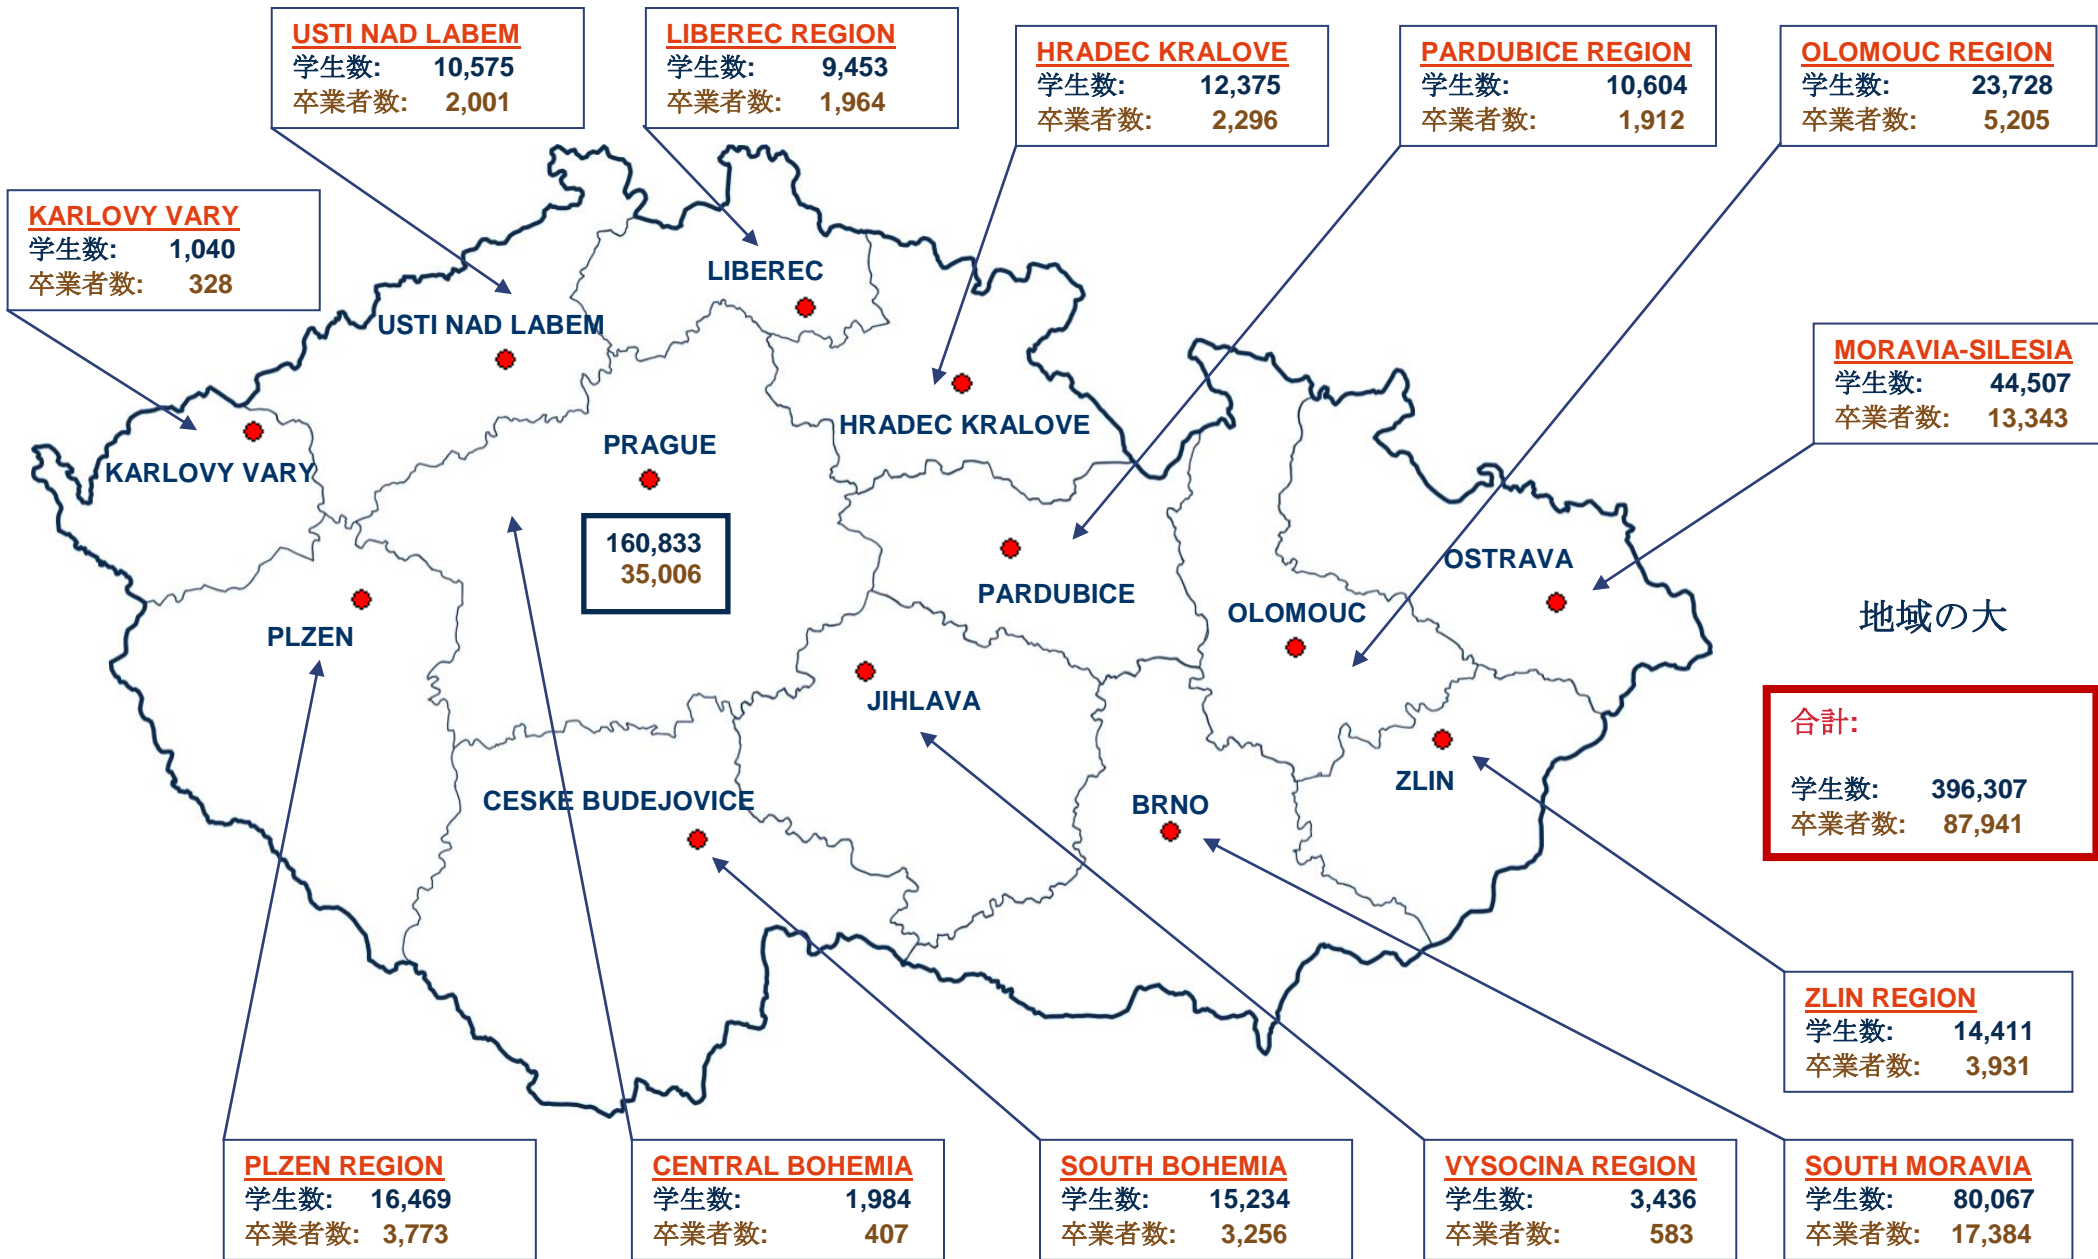 USTI NAD LABEM
学生数: 10,575
卒業者数: 2,001
LIBEREC REGION
学生数: 9,453
卒業者数: 1,964
HRADEC KRALOVE
学生数: 12,375
卒業者数: 2,296
PARDUBICE REGION
学生数: 10,604
卒業者数: 1,912
OLOMOUC REGION
学生数: 23,728
卒業者数: 5,205
KARLOVY VARY
学生数: 1,040
卒業者数: 328
MORAVIA-SILESIA
学生数: 44,507
卒業者数: 13,343
LIBEREC
USTI NAD LABEM
HRADEC KRALOVE
PRAGUE
160,833
35,006
KARLOVY VARY
PARDUBICE
OSTRAVA
OLOMOUC
PLZEN
JIHLAVA
ZLIN
CESKE BUDEJOVICE
BRNO
地域の大
合計:
学生数: 396,307
卒業者数: 87,941
ZLIN REGION
学生数: 14,411
卒業者数: 3,931
PLZEN REGION
学生数: 16,469
卒業者数: 3,773
CENTRAL BOHEMIA
学生数: 1,984
卒業者数: 407
SOUTH BOHEMIA
学生数: 15,234
卒業者数: 3,256
VYSOCINA REGION
学生数: 3,436
卒業者数: 583
SOUTH MORAVIA
学生数: 80,067
卒業者数: 17,384